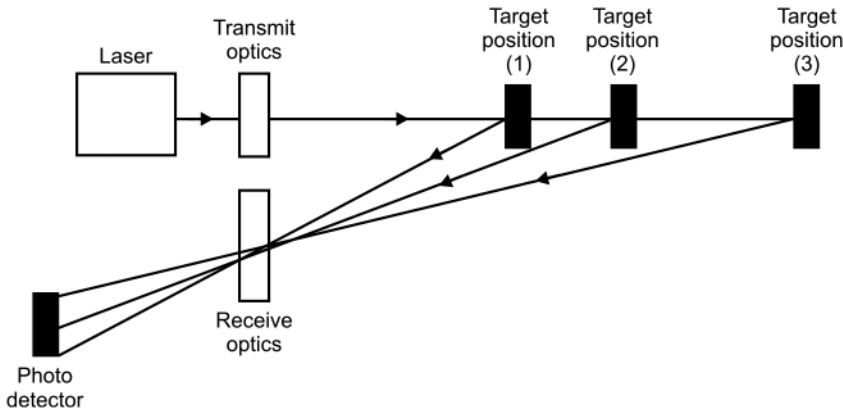 Laser
Transmit
optics
Target
position
(1)
Target
position
(2)
Target
position
(3)
Receive
optics
Photo
detector